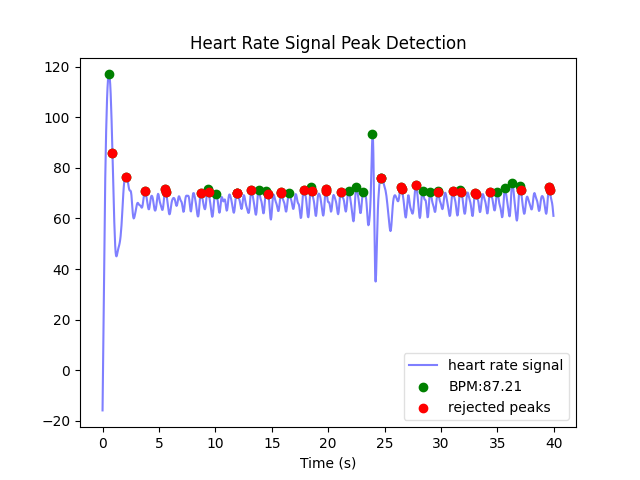 Heart Rate Signal Peak Detection
120
100
80
60
40
20
0
−20
heart rate signal
BPM:87.21
rejected peaks
0 5 10 15 20 25 30 35 40
Time (s)